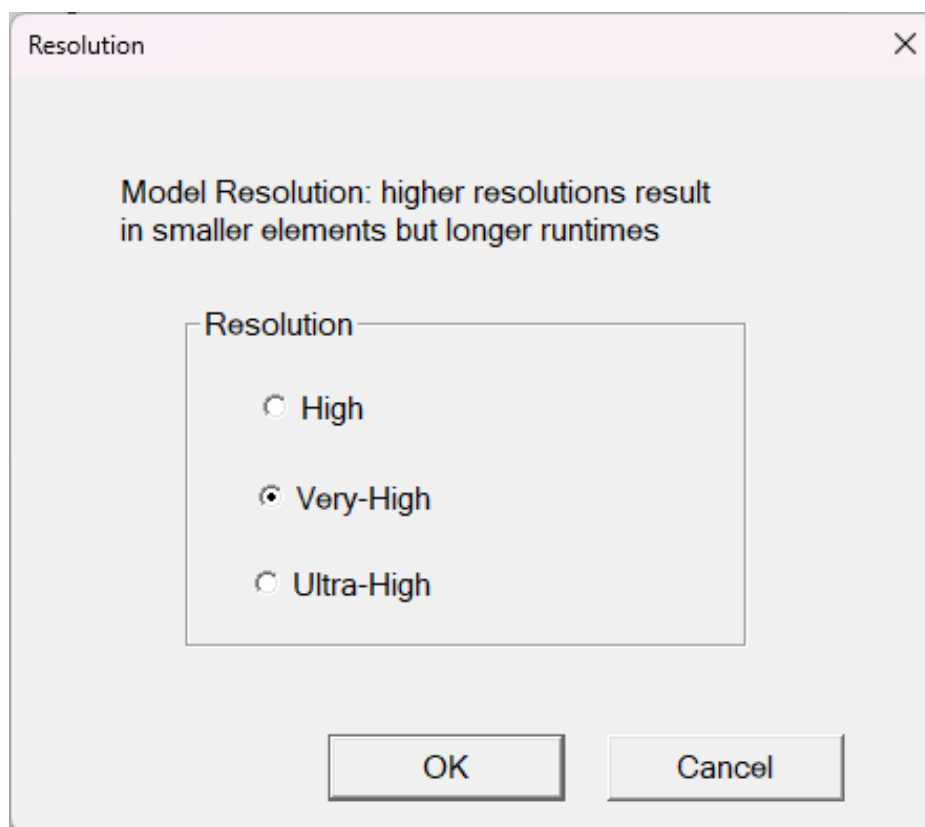 Resolution
Model Resolution: higher resolutions result
in smaller elements but longer runtimes
Resolution
High
Very-High
Ultra-High
OK
Cancel